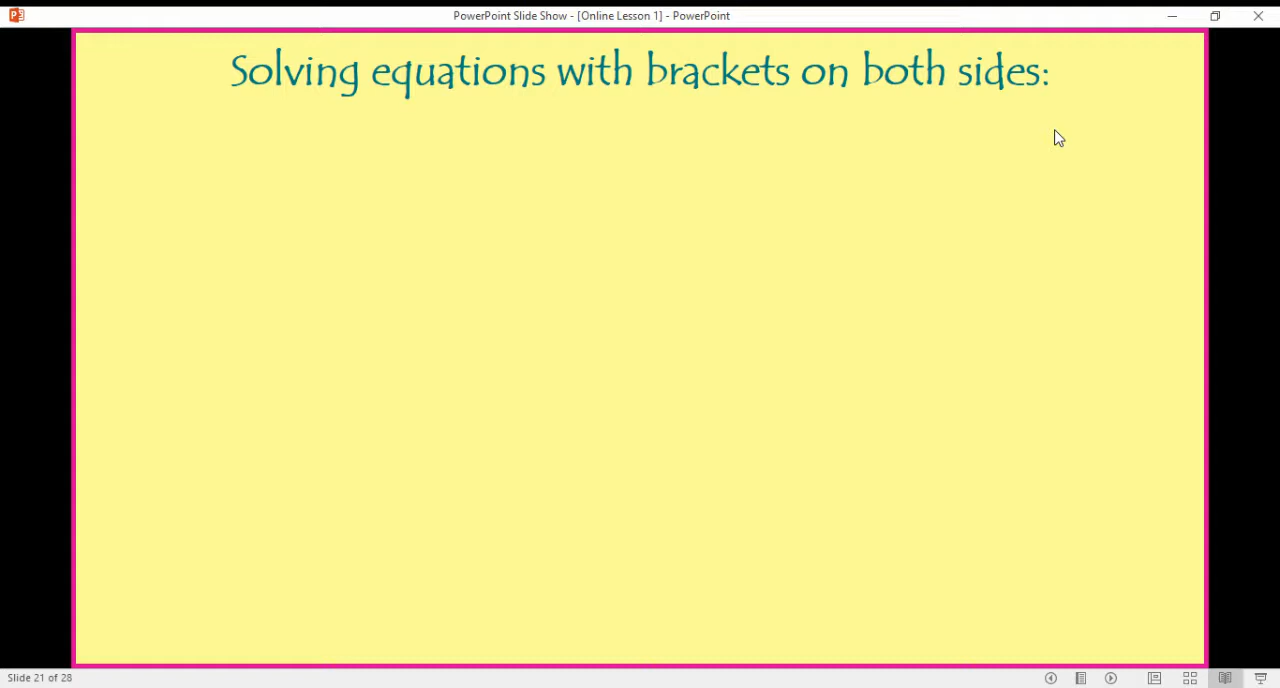 PowerPoint Slide Show - [Online Lesson 1] - PowerPoint
Solving equations with brackets on both sides:
Slide 21 of 28